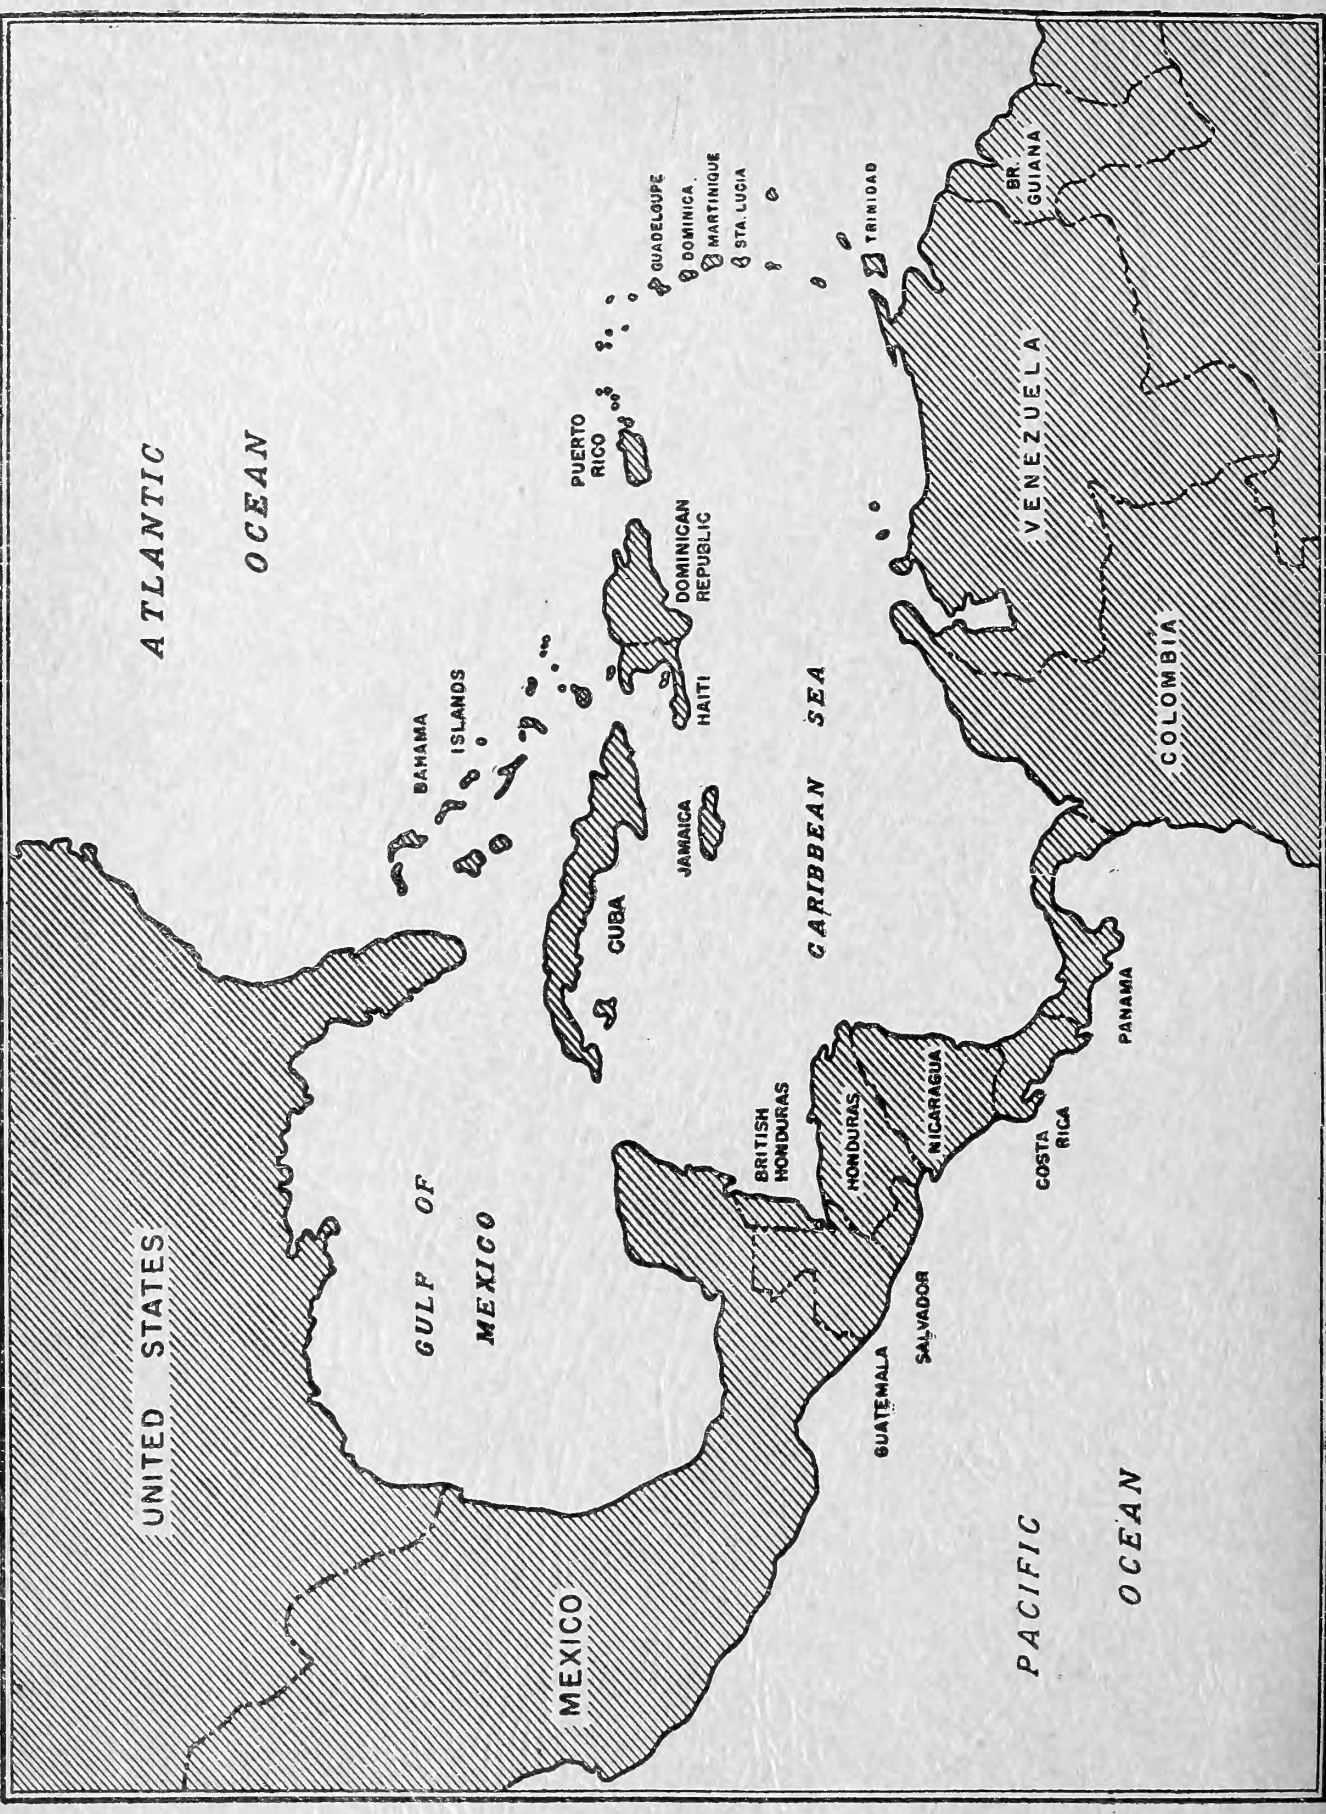 UNITED STATES
ATLANTIC
OCEAN
GULF OF
MEXICO
BAHAMA
ISLANDS
MEXICO
CUBA
PUERTO
RICO
HAITI
DOMINICAN
REPUBLIC
JAMAICA
GUADELOUPE
DOMINICA.
MARTINIQUE
STA. LUCIA
BRITISH
HONDURAS
CARIBBEAN SEA
TRINIDAD
HONDURAS
GUATEMALA
SALVADOR
NICARAGUA
COSTA
RICA
PANAMA
PACIFIC
OCEAN
VENEZUELA
BR.
GUIANA
COLOMBIA